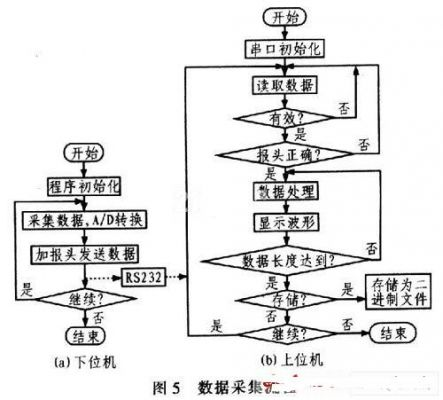 开始
程序初始化
采集数据,A/D转换
加报头发送数据
RS232
是
继续?
否
结束
(a)下位机
开始
串口初始化
读取数据
有效?
否
是
报头正确?
否
是
数据处理
显示波形
数据长度达到?
否
是
存储?
是
存储为二
进制文件
否
是
继续?
否
结束
(b)上位机
图 5 数据采集流程